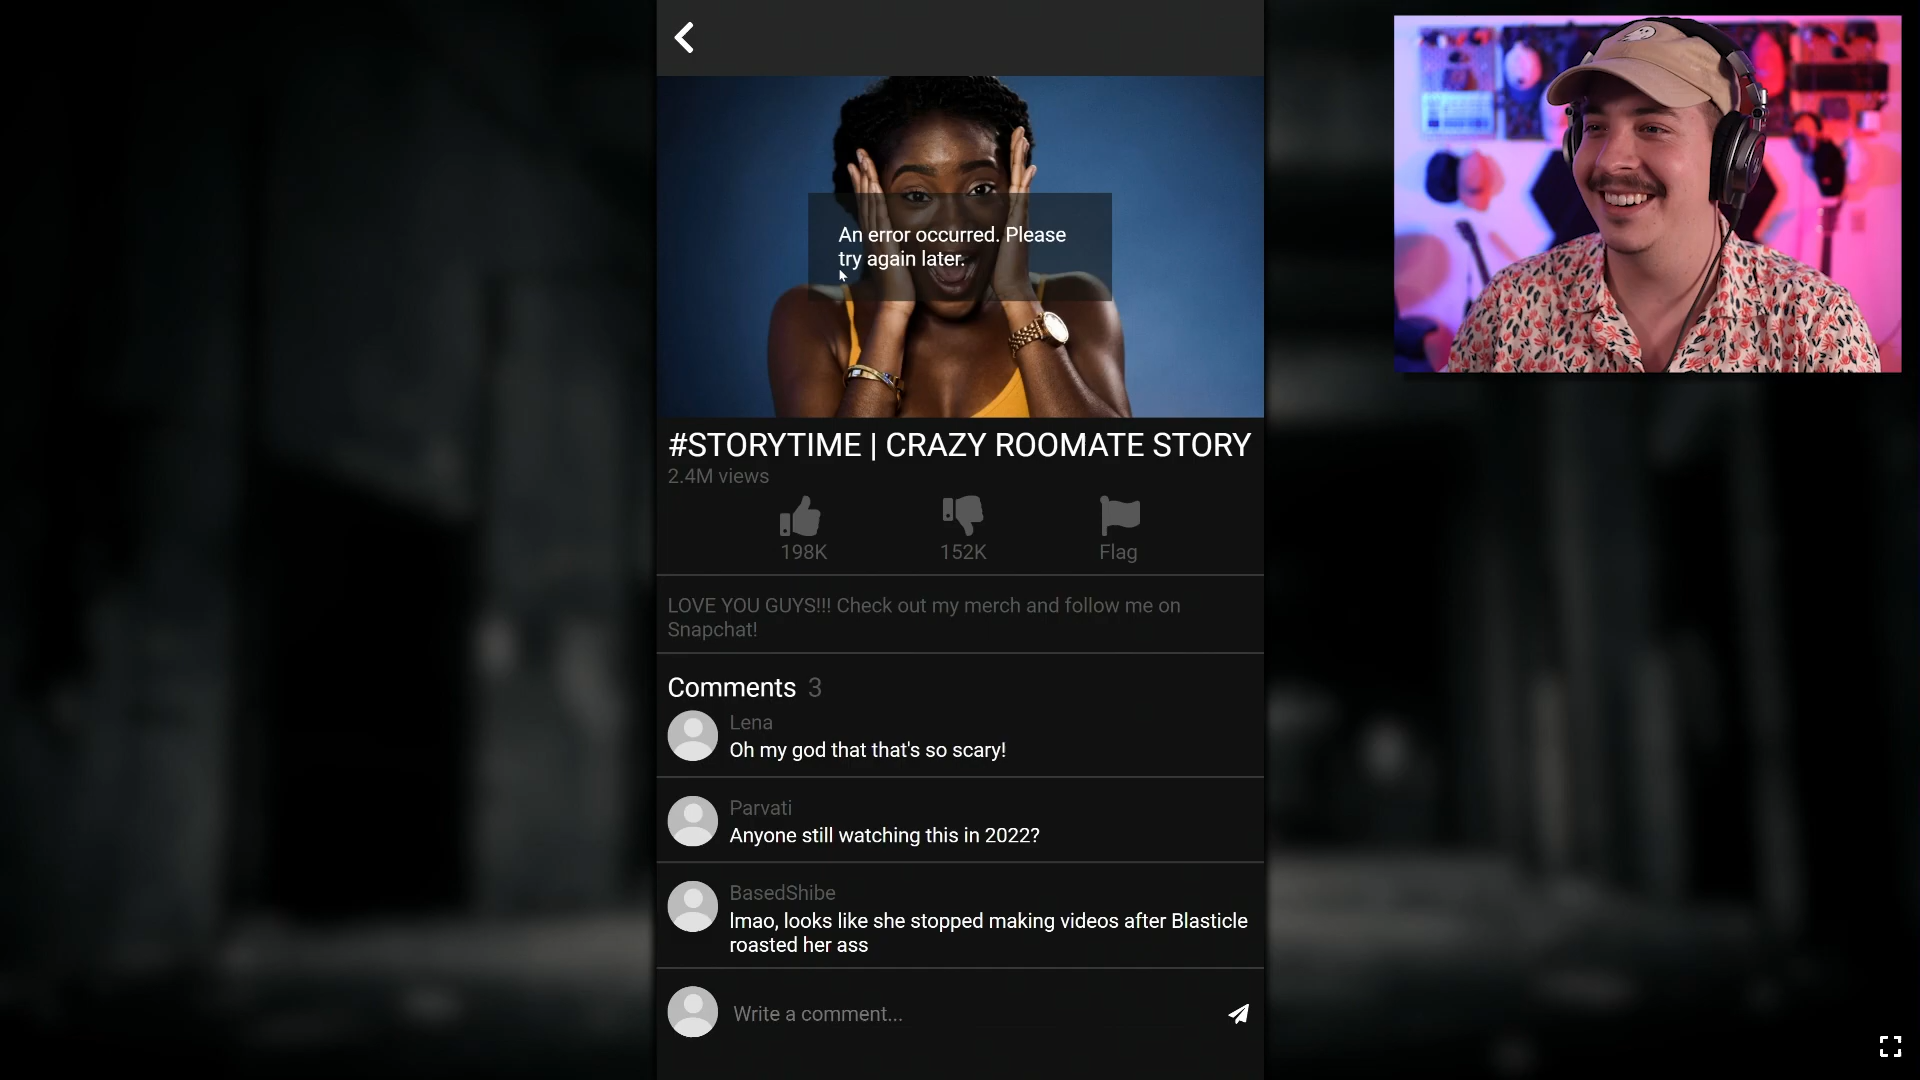 An error occurred. Please
try again later.
#STORYTIME | CRAZY ROOMATE STORY
2.4M views
198K
152K
Flag
LOVE YOU GUYS!!! Check out my merch and follow me on
Snapchat!
Comments 3
Lena
Oh my god that that's so scary!
Parvati
Anyone still watching this in 2022?
BasedShibe
lmao, looks like she stopped making videos after Blasticle
roasted her ass
Write a comment...